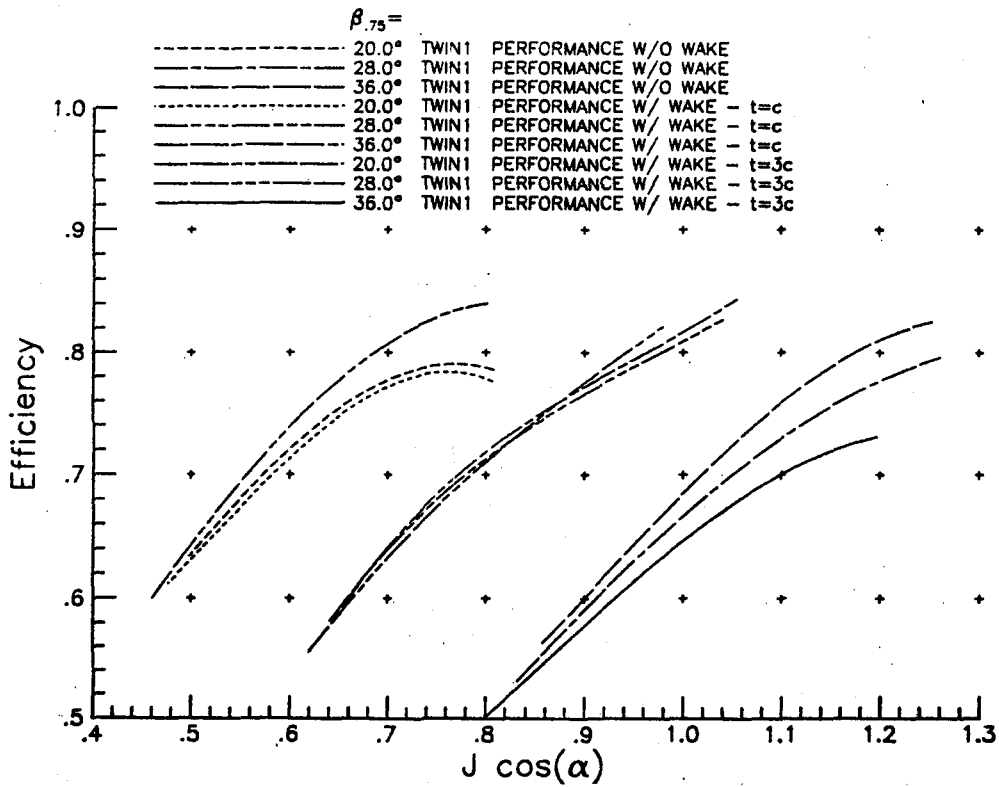 β.75=
20.0° TWIN1 PERFORMANCE W/O WAKE
28.0° TWIN1 PERFORMANCE W/O WAKE
36.0° TWIN1 PERFORMANCE W/O WAKE
20.0° TWIN1 PERFORMANCE W/ WAKE - t=c
28.0° TWIN1 PERFORMANCE W/ WAKE - t=c
36.0° TWIN1 PERFORMANCE W/ WAKE - t=c
20.0° TWIN1 PERFORMANCE W/ WAKE - t=3c
28.0° TWIN1 PERFORMANCE W/ WAKE - t=3c
36.0° TWIN1 PERFORMANCE W/ WAKE - t=3c
1.0
.9
.8
.7
.6
.5
Efficiency
.4 .5 .6 .7 .8 .9 1.0 1.1 1.2 1.3
J cos(α)